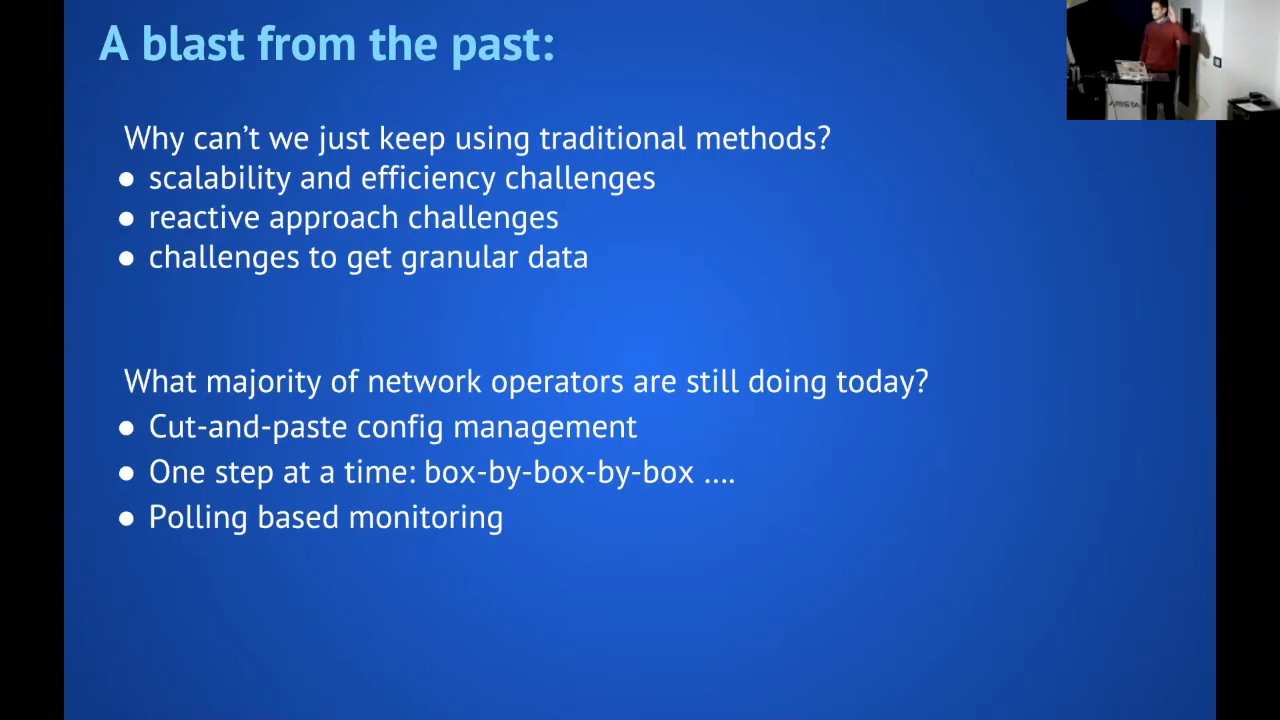 A blast from the past:
Why can't we just keep using traditional methods?
● scalability and efficiency challenges
● reactive approach challenges
● challenges to get granular data
What majority of network operators are still doing today?
● Cut-and-paste config management
● One step at a time: box-by-box-by-box ....
● Polling based monitoring